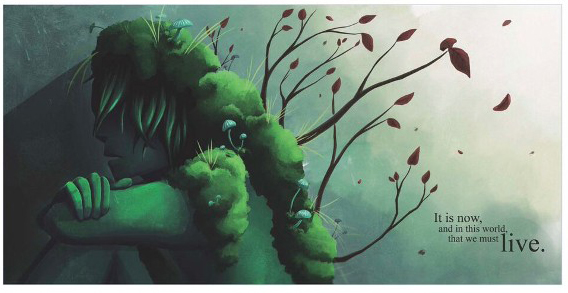 It is now,
and in this world,
that we must live.